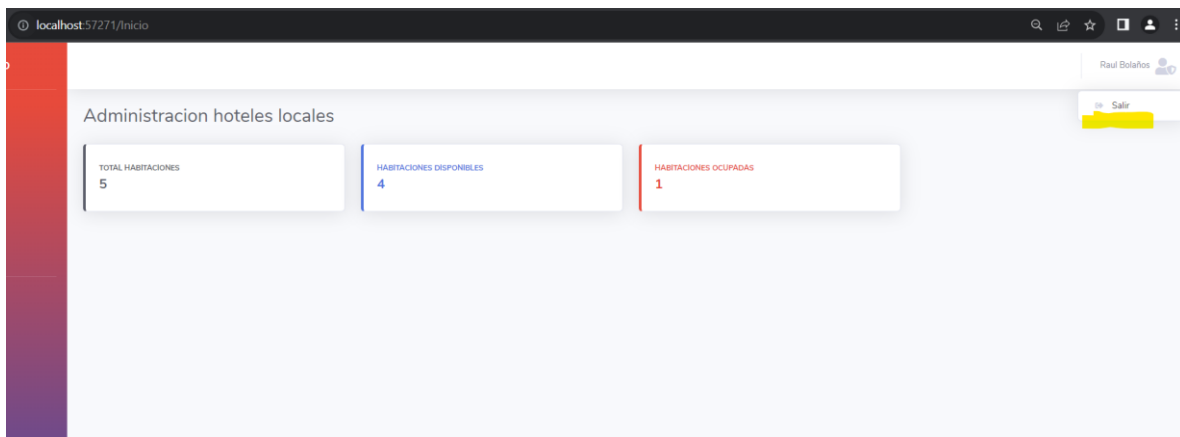 localhost:57271/Inicio
Raul Bolaños
Salir
Administracion hoteles locales
TOTAL HABITACIONES
5
HABITACIONES DISPONIBLES
4
HABITACIONES OCUPADAS
1